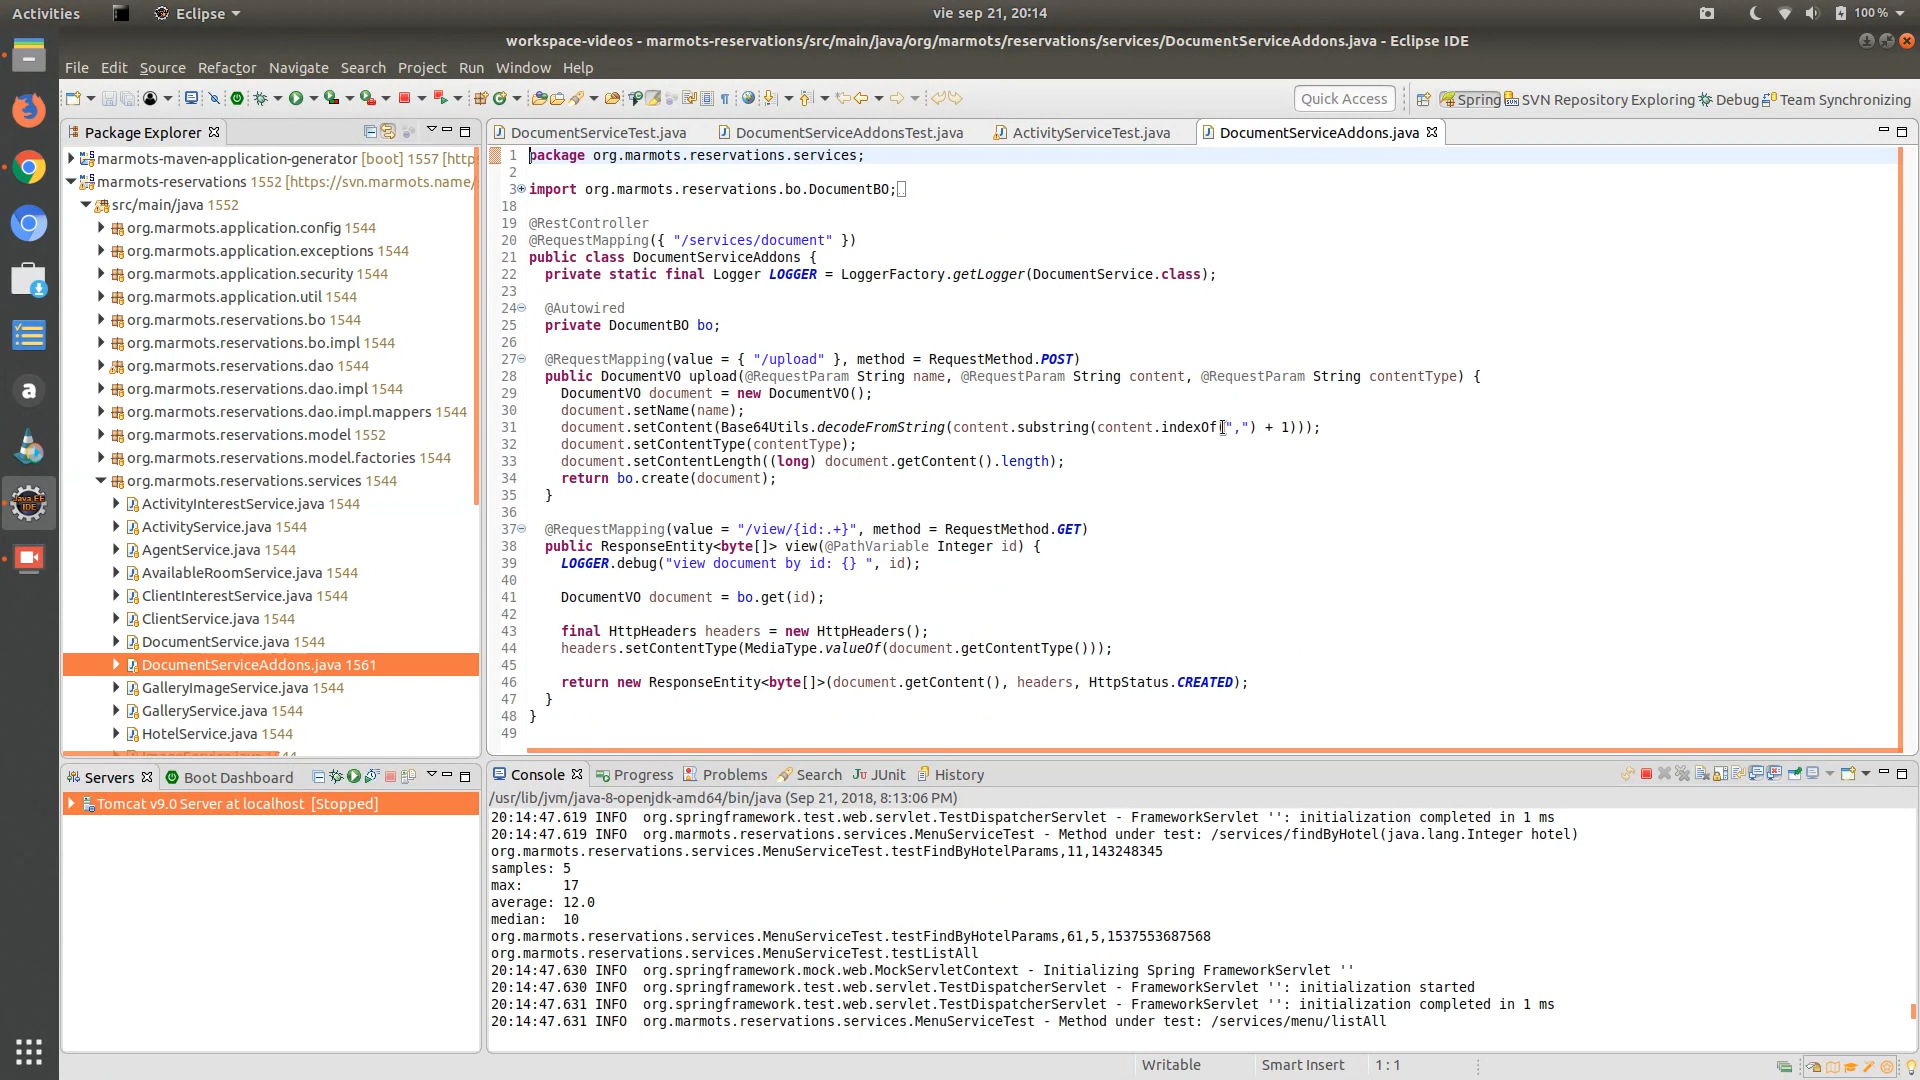 Activities
Eclipse
vie sep 21, 20:14
100 %
workspace-videos - marmots-reservations/src/main/java/org/marmots/reservations/services/DocumentServiceAddons.java - Eclipse IDE
File Edit Source Refactor Navigate Search Project Run Window Help
Quick Access
Spring SVN Repository Exploring Debug Team Synchronizing
Package Explorer
marmots-maven-application-generator [boot] 1557 [http
marmots-reservations 1552 [https://svn.marmots.name/
src/main/java 1552
org.marmots.application.config 1544
org.marmots.application.exceptions 1544
org.marmots.application.security 1544
org.marmots.application.util 1544
org.marmots.reservations.bo 1544
org.marmots.reservations.bo.impl 1544
org.marmots.reservations.dao 1544
org.marmots.reservations.dao.impl 1544
org.marmots.reservations.dao.impl.mappers 1544
org.marmots.reservations.model 1552
org.marmots.reservations.model.factories 1544
org.marmots.reservations.services 1544
ActivityInterestService.java 1544
ActivityService.java 1544
AgentService.java 1544
AvailableRoomService.java 1544
ClientInterestService.java 1544
ClientService.java 1544
DocumentService.java 1544
DocumentServiceAddons.java 1561
GalleryImageService.java 1544
GalleryService.java 1544
HotelService.java 1544
DocumentServiceTest.java DocumentServiceAddonsTest.java ActivityServiceTest.java DocumentServiceAddons.java
1 package org.marmots.reservations.services;
2
3 import org.marmots.reservations.bo.DocumentBO;
18
19 @RestController
20 @RequestMapping({ "/services/document" })
21 public class DocumentServiceAddons {
22 private static final Logger LOGGER = LoggerFactory.getLogger(DocumentService.class);
23
24 @Autowired
25 private DocumentBO bo;
26
27 @RequestMapping(value = { "/upload" }, method = RequestMethod.POST)
28 public DocumentVO upload(@RequestParam String name, @RequestParam String content, @RequestParam String contentType) {
29 DocumentVO document = new DocumentVO();
30 document.setName(name);
31 document.setContent(Base64Utils.decodeFromString(content.substring(content.indexOf(",") + 1)));
32 document.setContentType(contentType);
33 document.setContentLength((long) document.getContent().length);
34 return bo.create(document);
35 }
36
37 @RequestMapping(value = "/view/{id:.+}", method = RequestMethod.GET)
38 public ResponseEntity<byte[]> view(@PathVariable Integer id) {
39 LOGGER.debug("view document by id: {} ", id);
40
41 DocumentVO document = bo.get(id);
42
43 final HttpHeaders headers = new HttpHeaders();
44 headers.setContentType(MediaType.valueOf(document.getContentType()));
45
46 return new ResponseEntity<byte[]>(document.getContent(), headers, HttpStatus.CREATED);
47 }
48 }
49
Servers Boot Dashboard
Tomcat v9.0 Server at localhost [Stopped]
Console Progress Problems Search JUnit History
/usr/lib/jvm/java-8-openjdk-amd64/bin/java (Sep 21, 2018, 8:13:06 PM)
20:14:47.619 INFO org.springframework.test.web.servlet.TestDispatcherServlet - FrameworkServlet '': initialization completed in 1 ms
20:14:47.619 INFO org.marmots.reservations.services.MenuServiceTest - Method under test: /services/findByHotel(java.lang.Integer hotel)
org.marmots.reservations.services.MenuServiceTest.testFindByHotelParams,11,143248345
samples: 5
max: 17
average: 12.0
median: 10
org.marmots.reservations.services.MenuServiceTest.testFindByHotelParams,61,5,1537553687568
org.marmots.reservations.services.MenuServiceTest.testListAll
20:14:47.630 INFO org.springframework.mock.web.MockServletContext - Initializing Spring FrameworkServlet ''
20:14:47.630 INFO org.springframework.test.web.servlet.TestDispatcherServlet - FrameworkServlet '': initialization started
20:14:47.631 INFO org.springframework.test.web.servlet.TestDispatcherServlet - FrameworkServlet '': initialization completed in 1 ms
20:14:47.631 INFO org.marmots.reservations.services.MenuServiceTest - Method under test: /services/menu/listAll
Writable Smart Insert 1 : 1